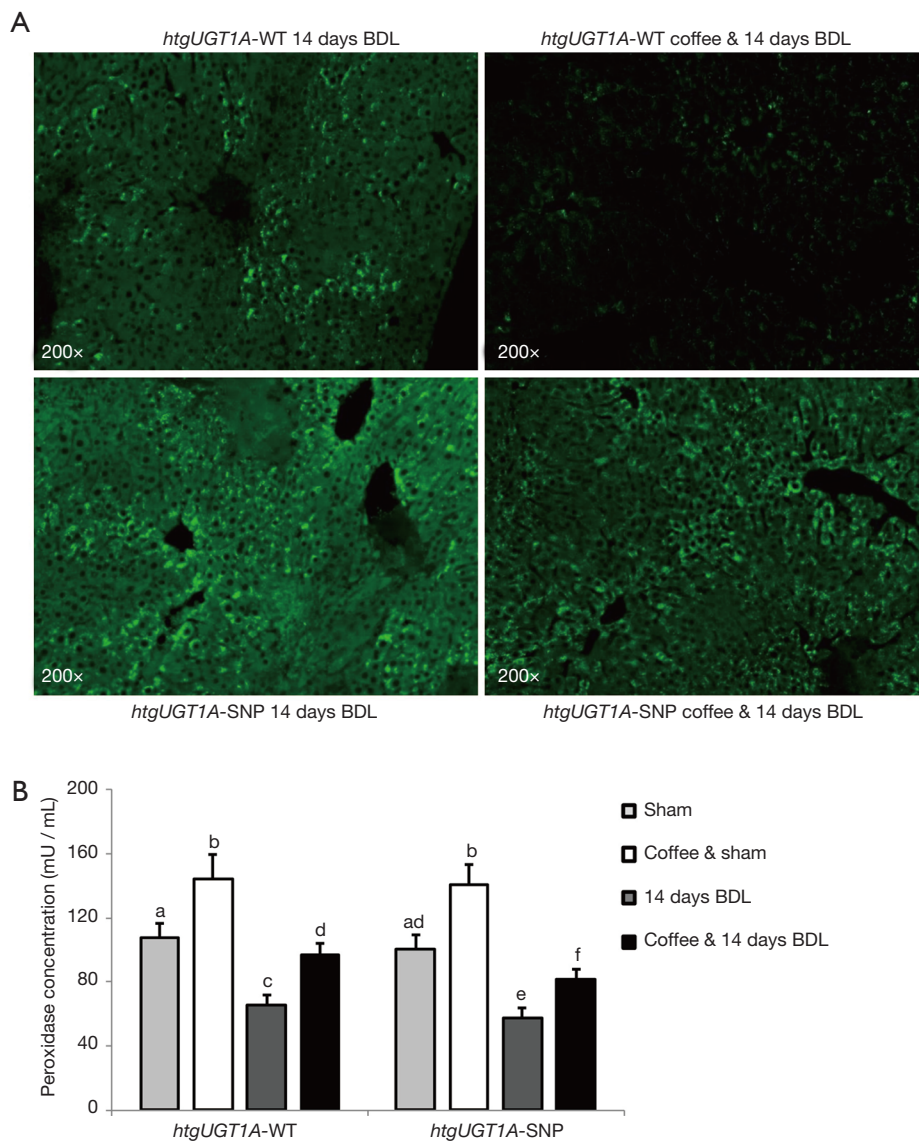 A
htgUGT1A-WT 14 days BDL
htgUGT1A-WT coffee & 14 days BDL
200×
200×
200×
200×
htgUGT1A-SNP 14 days BDL
htgUGT1A-SNP coffee & 14 days BDL
B
Peroxidase concentration (mU / mL)
200
160
120
80
40
0
a
b
c
d
ad
b
e
f
htgUGT1A-WT
htgUGT1A-SNP
Sham
Coffee & sham
14 days BDL
Coffee & 14 days BDL